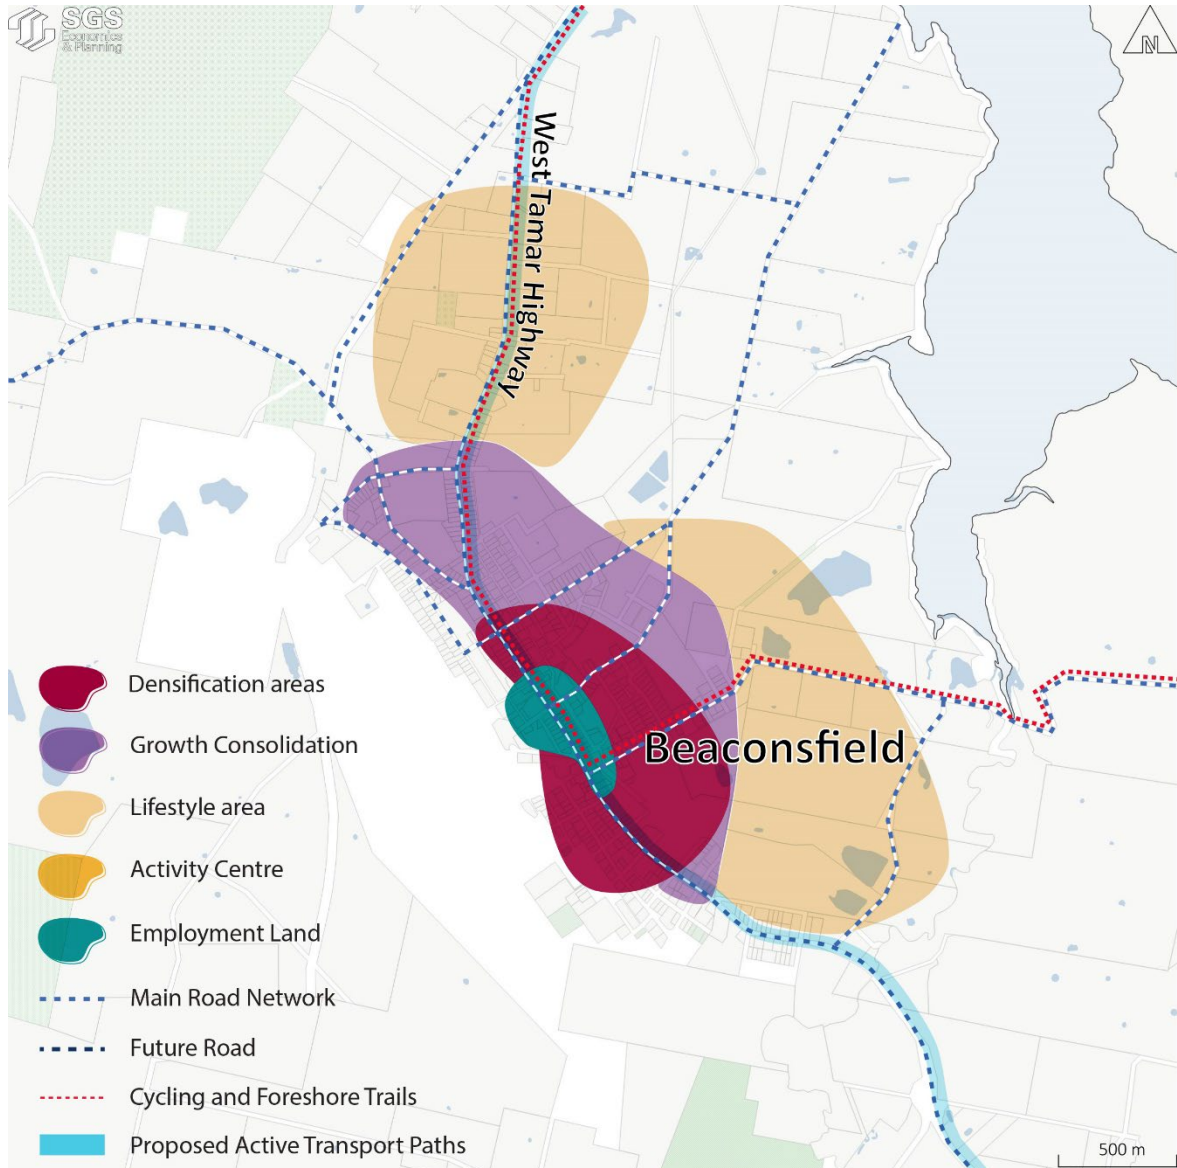 SGS
Economics
& Planning
N
West Tamar Highway
Beaconsfield
Densification areas
Growth Consolidation
Lifestyle area
Activity Centre
Employment Land
Main Road Network
Future Road
Cycling and Foreshore Trails
Proposed Active Transport Paths
500 m